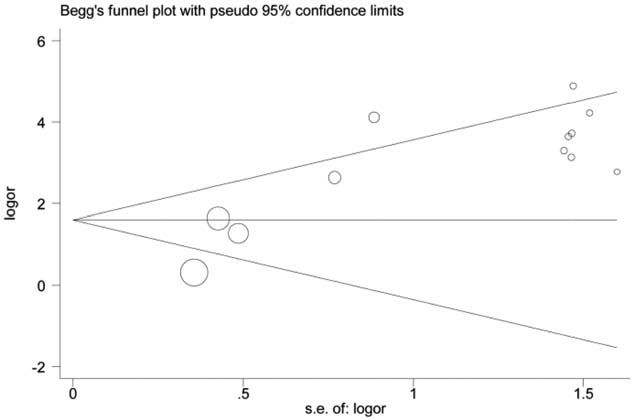 Begg's funnel plot with pseudo 95% confidence limits
6
4
2
0
-2
logor
0 .5 1 1.5
s.e. of: logor